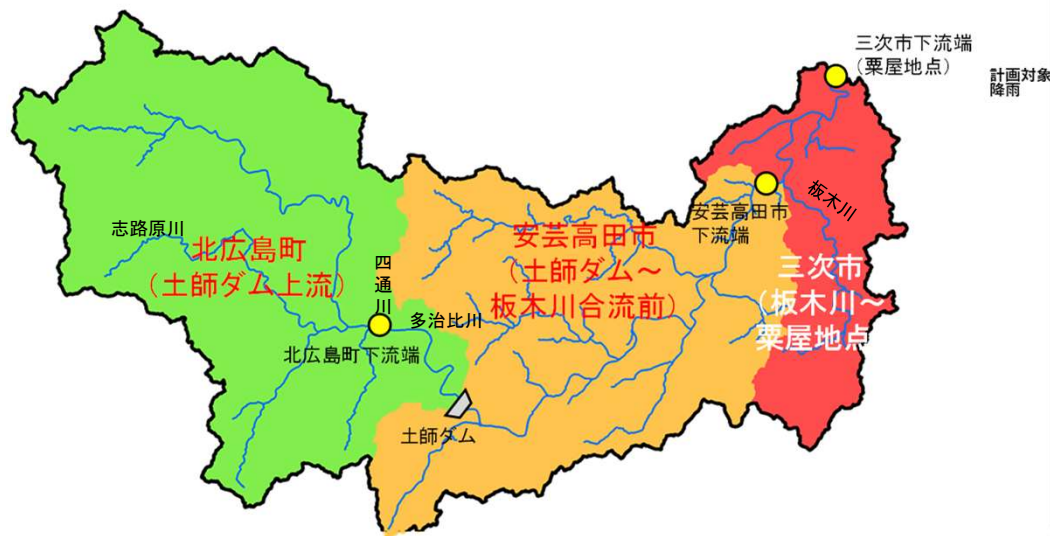 三次市下流端
(粟屋地点)
計画対象
降雨
板木川
安芸高田市
下流端
志路原川
北広島町
(土師ダム上流)
四通川
安芸高田市
(土師ダム~
板木川合流前)
三次市
(板木川~
粟屋地点
多治比川
北広島町下流端
土師ダム